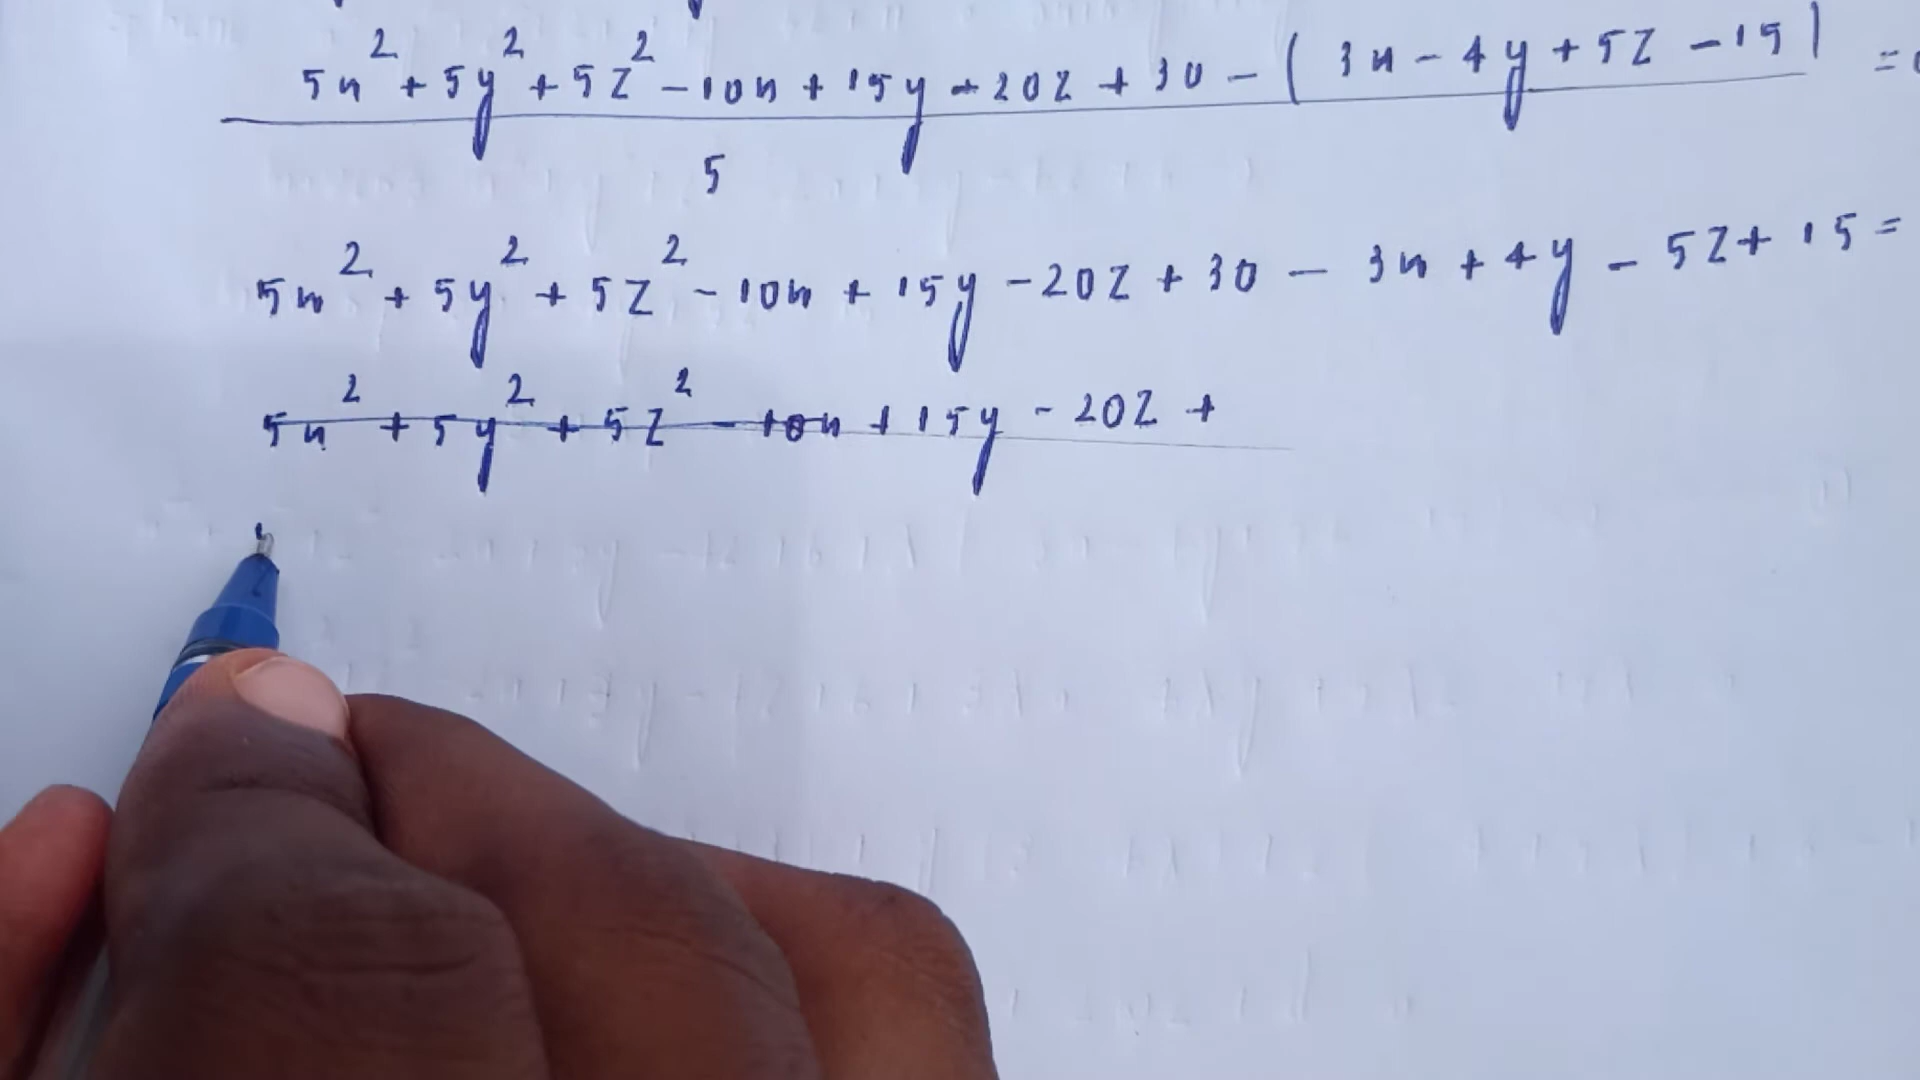 5x² + 5y² + 5z² - 10x + 15y - 20z + 30 - ( 3x - 4y + 5z - 15 ) =
5
5x² + 5y² + 5z² - 10x + 15y - 20z + 30 - 3x + 4y - 5z + 15 =
5x² + 5y² + 5z² - 10x + 15y - 20z +